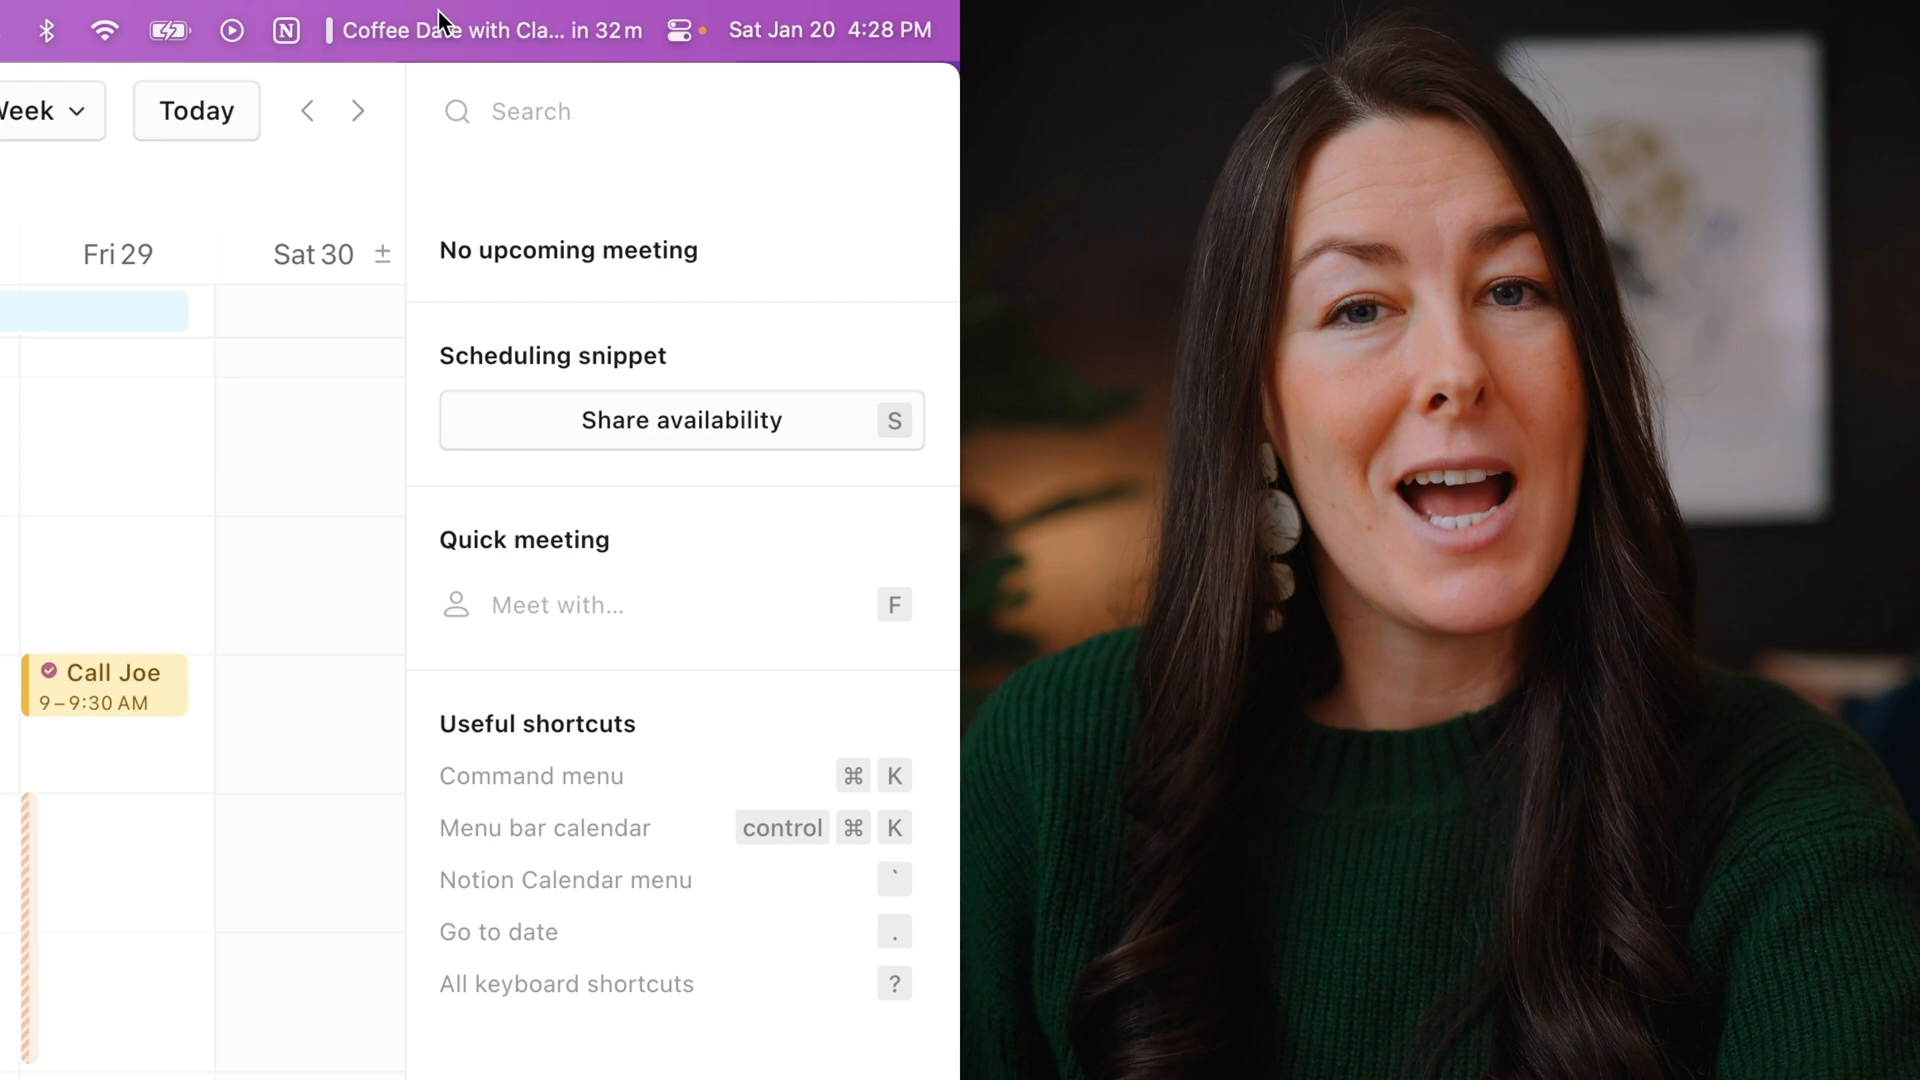 N Coffee Date with Cla... in 32m Sat Jan 20 4:28 PM
Week Today
Search
Fri 29 Sat 30
No upcoming meeting
Scheduling snippet
Share availability S
Quick meeting
Meet with... F
Call Joe
9–9:30 AM
Useful shortcuts
Command menu ⌘ K
Menu bar calendar control ⌘ K
Notion Calendar menu `
Go to date .
All keyboard shortcuts ?